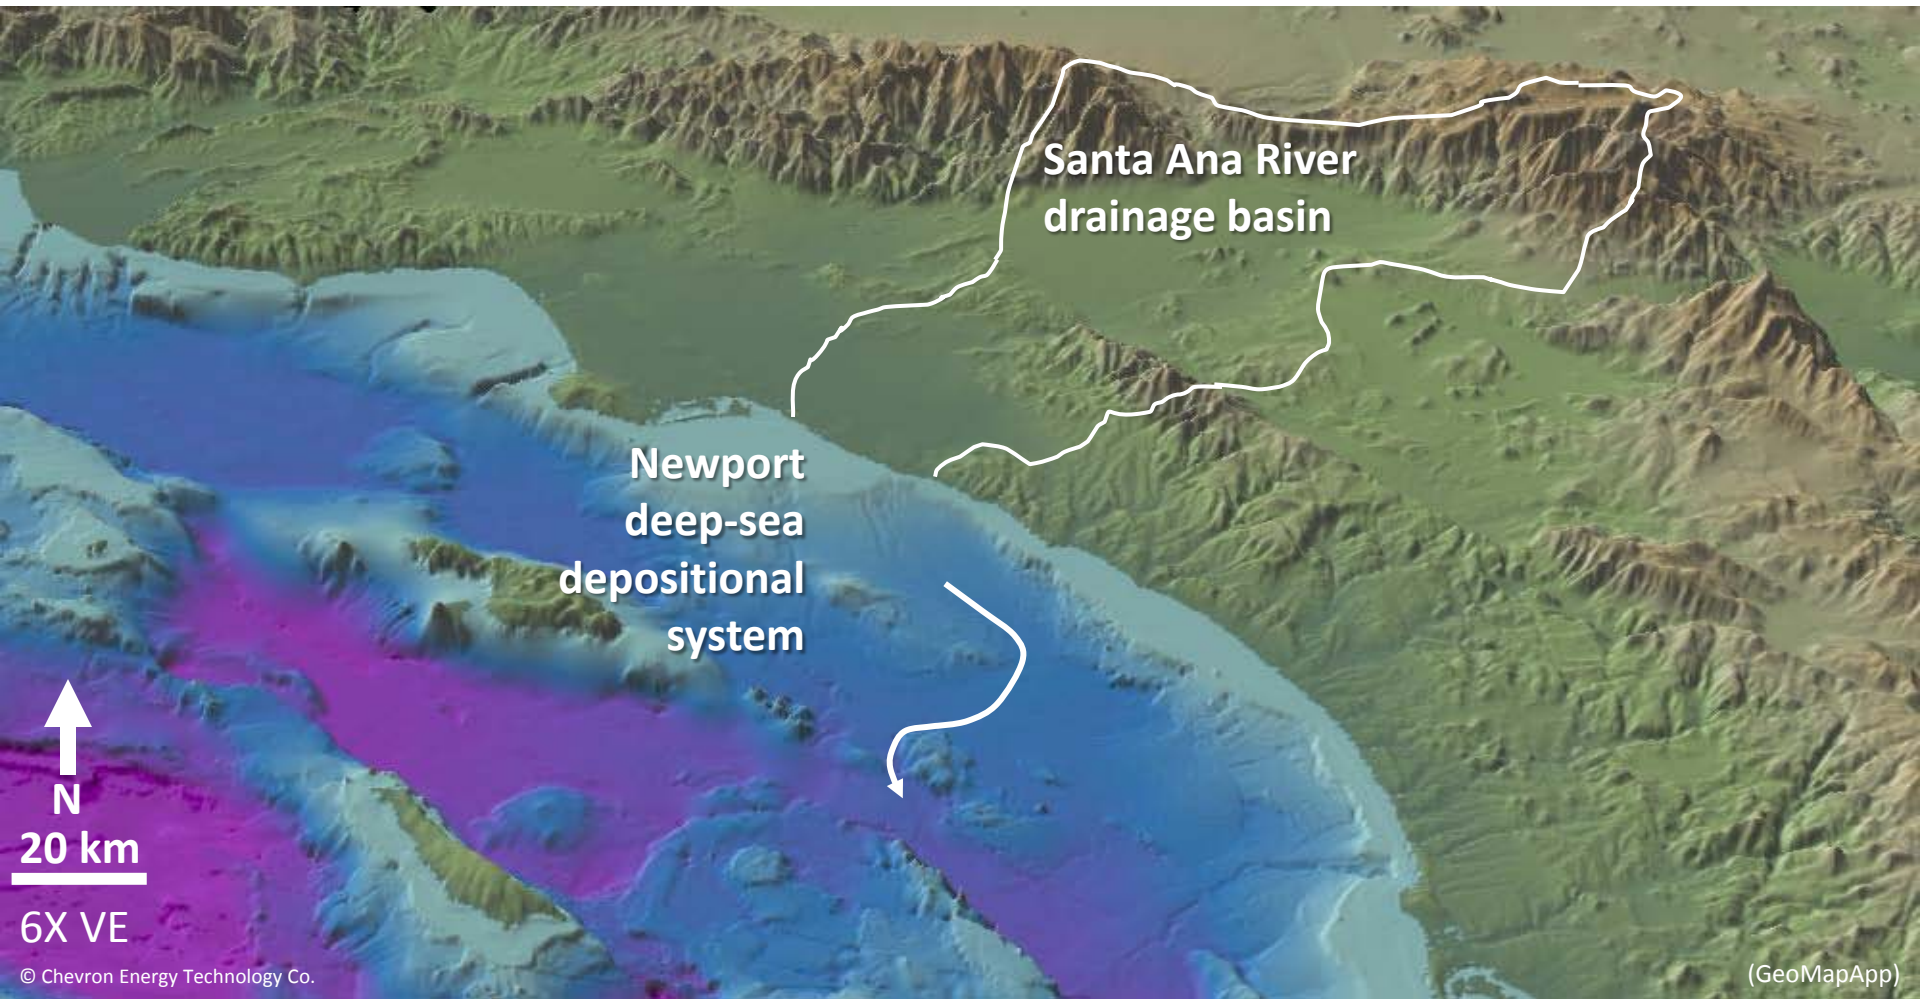 Santa Ana River
drainage basin
Newport
deep-sea
depositional
system
N
20 km
6X VE
© Chevron Energy Technology Co.
(GeoMapApp)